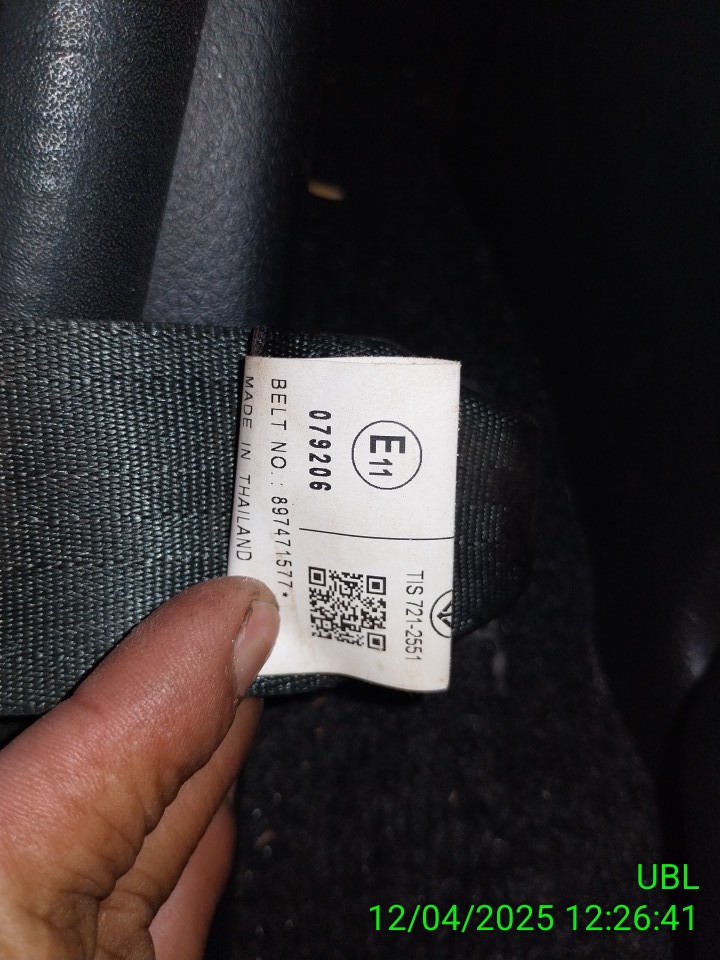 E11
079206
BELT NO.: 897471577*
MADE IN THAILAND
TIS 721-2551
UBL
12/04/2025 12:26:41